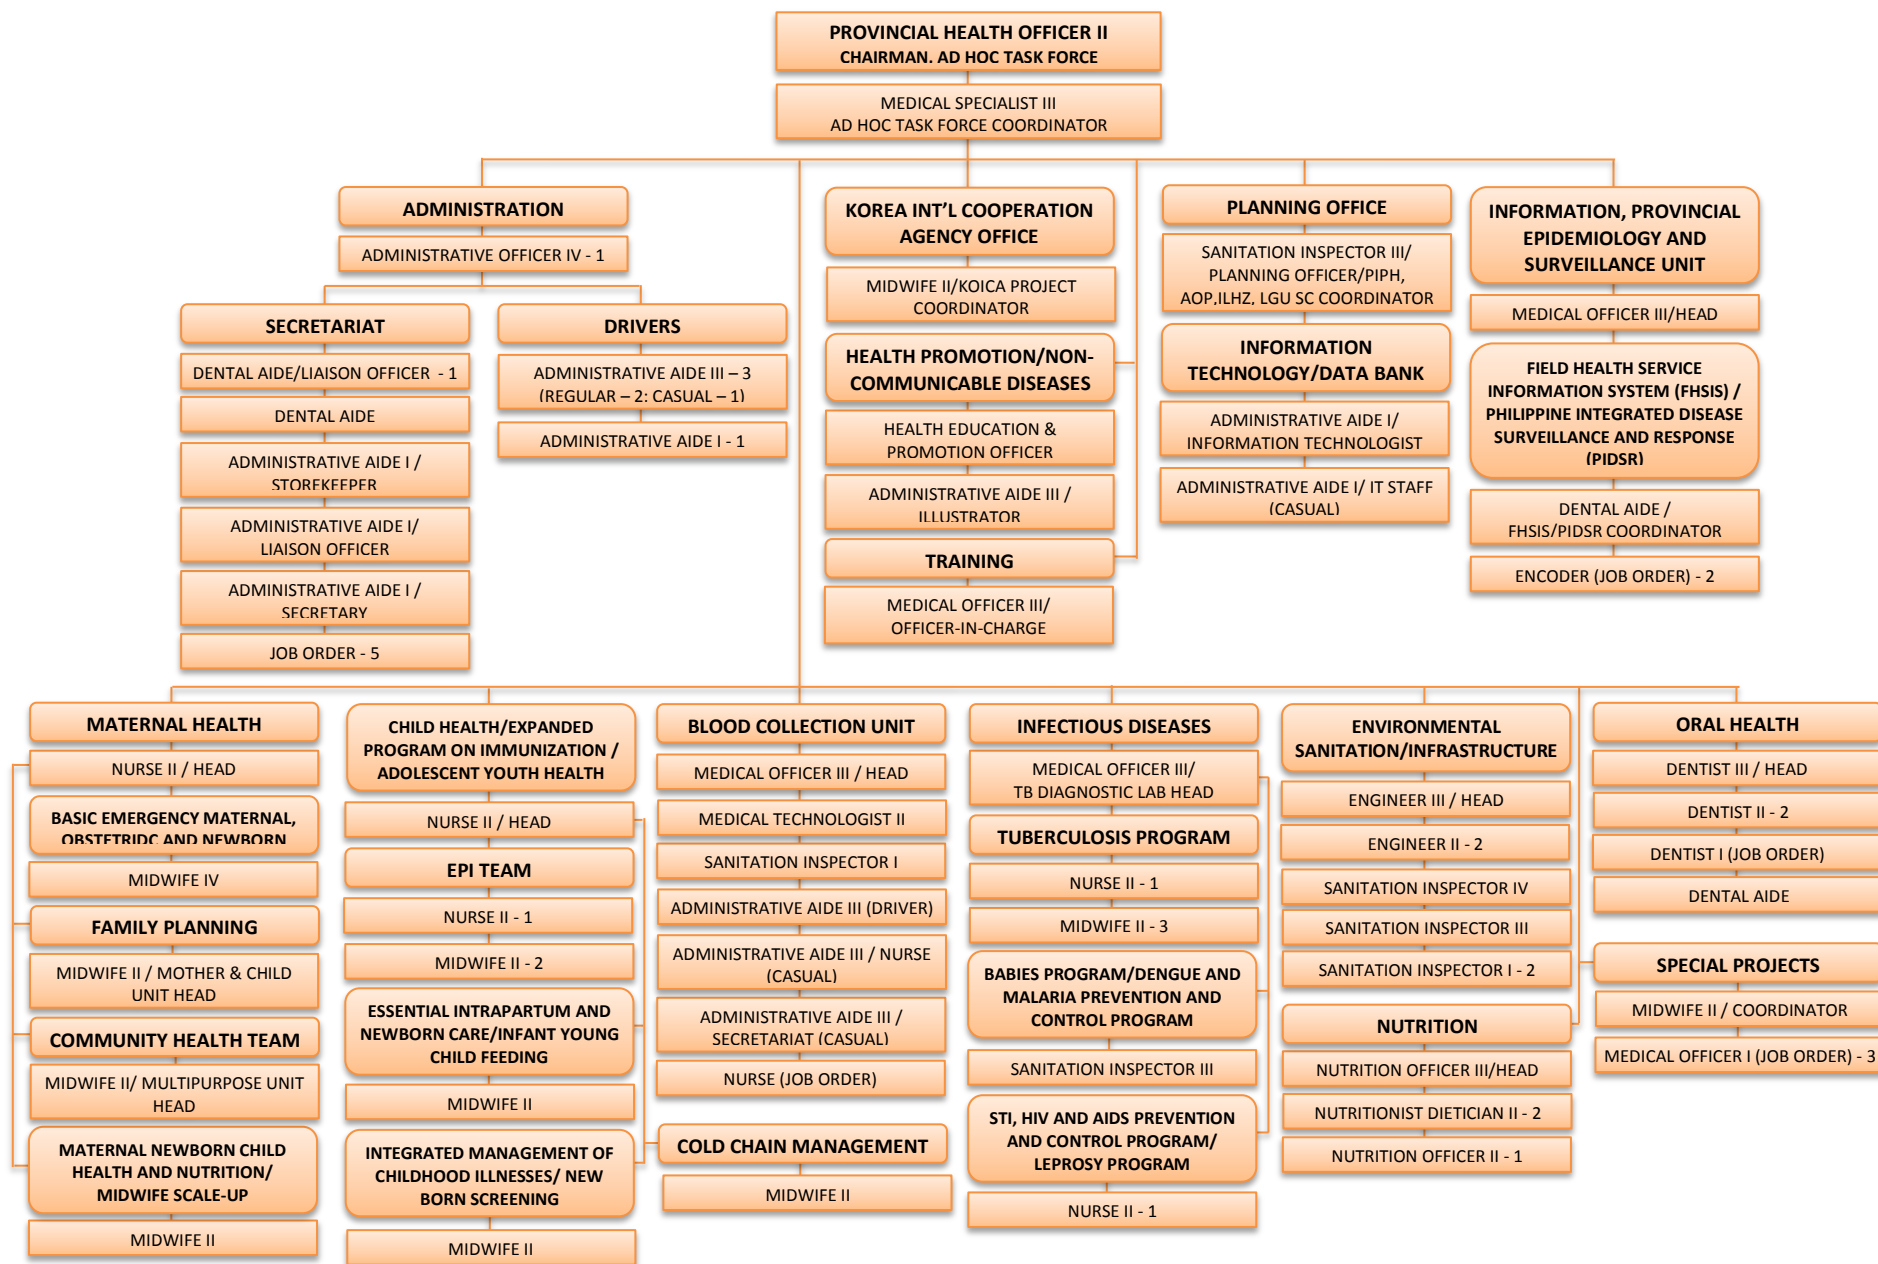 PROVINCIAL HEALTH OFFICER II
CHAIRMAN. AD HOC TASK FORCE
MEDICAL SPECIALIST III
AD HOC TASK FORCE COORDINATOR
ADMINISTRATION
ADMINISTRATIVE OFFICER IV - 1
SECRETARIAT
DENTAL AIDE/LIAISON OFFICER - 1
DENTAL AIDE
ADMINISTRATIVE AIDE I /
STOREKEEPER
ADMINISTRATIVE AIDE I/
LIAISON OFFICER
ADMINISTRATIVE AIDE I /
SECRETARY
JOB ORDER - 5
DRIVERS
ADMINISTRATIVE AIDE III – 3
(REGULAR – 2: CASUAL – 1)
ADMINISTRATIVE AIDE I - 1
KOREA INT'L COOPERATION
AGENCY OFFICE
MIDWIFE II/KOICA PROJECT
COORDINATOR
HEALTH PROMOTION/NON-
COMMUNICABLE DISEASES
HEALTH EDUCATION &
PROMOTION OFFICER
ADMINISTRATIVE AIDE III /
ILLUSTRATOR
TRAINING
MEDICAL OFFICER III/
OFFICER-IN-CHARGE
PLANNING OFFICE
SANITATION INSPECTOR III/
PLANNING OFFICER/PIPH,
AOP,ILHZ, LGU SC COORDINATOR
INFORMATION
TECHNOLOGY/DATA BANK
ADMINISTRATIVE AIDE I/
INFORMATION TECHNOLOGIST
ADMINISTRATIVE AIDE I/ IT STAFF
(CASUAL)
INFORMATION, PROVINCIAL
EPIDEMIOLOGY AND
SURVEILLANCE UNIT
MEDICAL OFFICER III/HEAD
FIELD HEALTH SERVICE
INFORMATION SYSTEM (FHSIS) /
PHILIPPINE INTEGRATED DISEASE
SURVEILLANCE AND RESPONSE
(PIDSR)
DENTAL AIDE /
FHSIS/PIDSR COORDINATOR
ENCODER (JOB ORDER) - 2
MATERNAL HEALTH
NURSE II / HEAD
BASIC EMERGENCY MATERNAL,
OBSTETRIDC AND NEWBORN
MIDWIFE IV
FAMILY PLANNING
MIDWIFE II / MOTHER & CHILD
UNIT HEAD
COMMUNITY HEALTH TEAM
MIDWIFE II/ MULTIPURPOSE UNIT
HEAD
MATERNAL NEWBORN CHILD
HEALTH AND NUTRITION/
MIDWIFE SCALE-UP
MIDWIFE II
CHILD HEALTH/EXPANDED
PROGRAM ON IMMUNIZATION /
ADOLESCENT YOUTH HEALTH
NURSE II / HEAD
EPI TEAM
NURSE II - 1
MIDWIFE II - 2
ESSENTIAL INTRAPARTUM AND
NEWBORN CARE/INFANT YOUNG
CHILD FEEDING
MIDWIFE II
INTEGRATED MANAGEMENT OF
CHILDHOOD ILLNESSES/ NEW
BORN SCREENING
MIDWIFE II
BLOOD COLLECTION UNIT
MEDICAL OFFICER III / HEAD
MEDICAL TECHNOLOGIST II
SANITATION INSPECTOR I
ADMINISTRATIVE AIDE III (DRIVER)
ADMINISTRATIVE AIDE III / NURSE
(CASUAL)
ADMINISTRATIVE AIDE III /
SECRETARIAT (CASUAL)
NURSE (JOB ORDER)
COLD CHAIN MANAGEMENT
MIDWIFE II
INFECTIOUS DISEASES
MEDICAL OFFICER III/
TB DIAGNOSTIC LAB HEAD
TUBERCULOSIS PROGRAM
NURSE II - 1
MIDWIFE II - 3
BABIES PROGRAM/DENGUE AND
MALARIA PREVENTION AND
CONTROL PROGRAM
SANITATION INSPECTOR III
STI, HIV AND AIDS PREVENTION
AND CONTROL PROGRAM/
LEPROSY PROGRAM
NURSE II - 1
ENVIRONMENTAL
SANITATION/INFRASTRUCTURE
ENGINEER III / HEAD
ENGINEER II - 2
SANITATION INSPECTOR IV
SANITATION INSPECTOR III
SANITATION INSPECTOR I - 2
NUTRITION
NUTRITION OFFICER III/HEAD
NUTRITIONIST DIETICIAN II - 2
NUTRITION OFFICER II - 1
ORAL HEALTH
DENTIST III / HEAD
DENTIST II - 2
DENTIST I (JOB ORDER)
DENTAL AIDE
SPECIAL PROJECTS
MIDWIFE II / COORDINATOR
MEDICAL OFFICER I (JOB ORDER) - 3